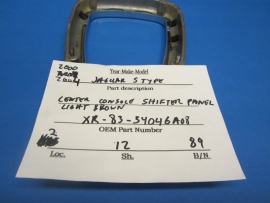 2000
2004 JAGUAR S TYPE
Year-Make-Model
Part description
CENTER CONSOLE SHIFTER PANEL
LIGHT BROWN
XR-83-54046A08
OEM Part Number
2 12 89
Loc. Sh. B/N